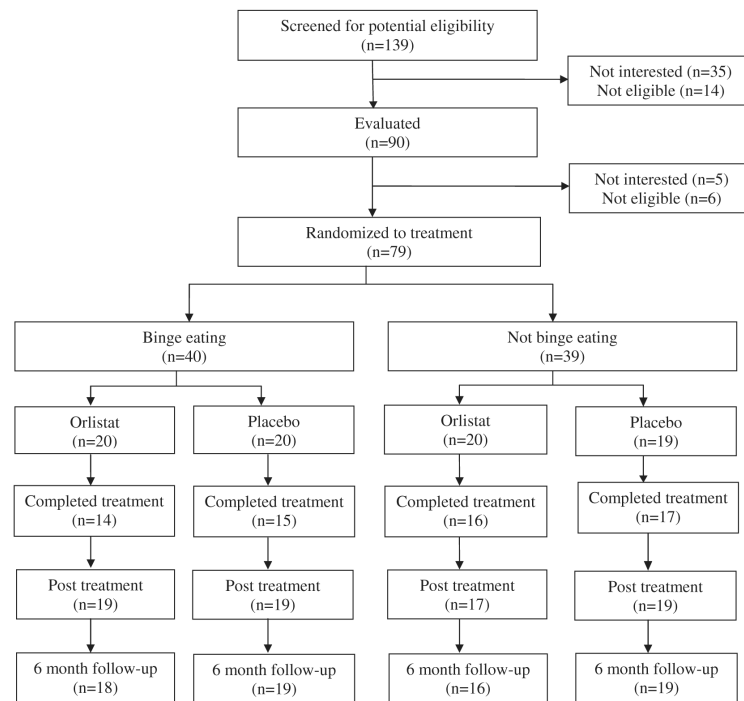 Screened for potential eligibility
(n=139)
Not interested (n=35)
Not eligible (n=14)
Evaluated
(n=90)
Not interested (n=5)
Not eligible (n=6)
Randomized to treatment
(n=79)
Binge eating
(n=40)
Not binge eating
(n=39)
Orlistat
(n=20)
Placebo
(n=20)
Orlistat
(n=20)
Placebo
(n=19)
Completed treatment
(n=14)
Completed treatment
(n=15)
Completed treatment
(n=16)
Completed treatment
(n=17)
Post treatment
(n=19)
Post treatment
(n=19)
Post treatment
(n=17)
Post treatment
(n=19)
6 month follow-up
(n=18)
6 month follow-up
(n=19)
6 month follow-up
(n=16)
6 month follow-up
(n=19)